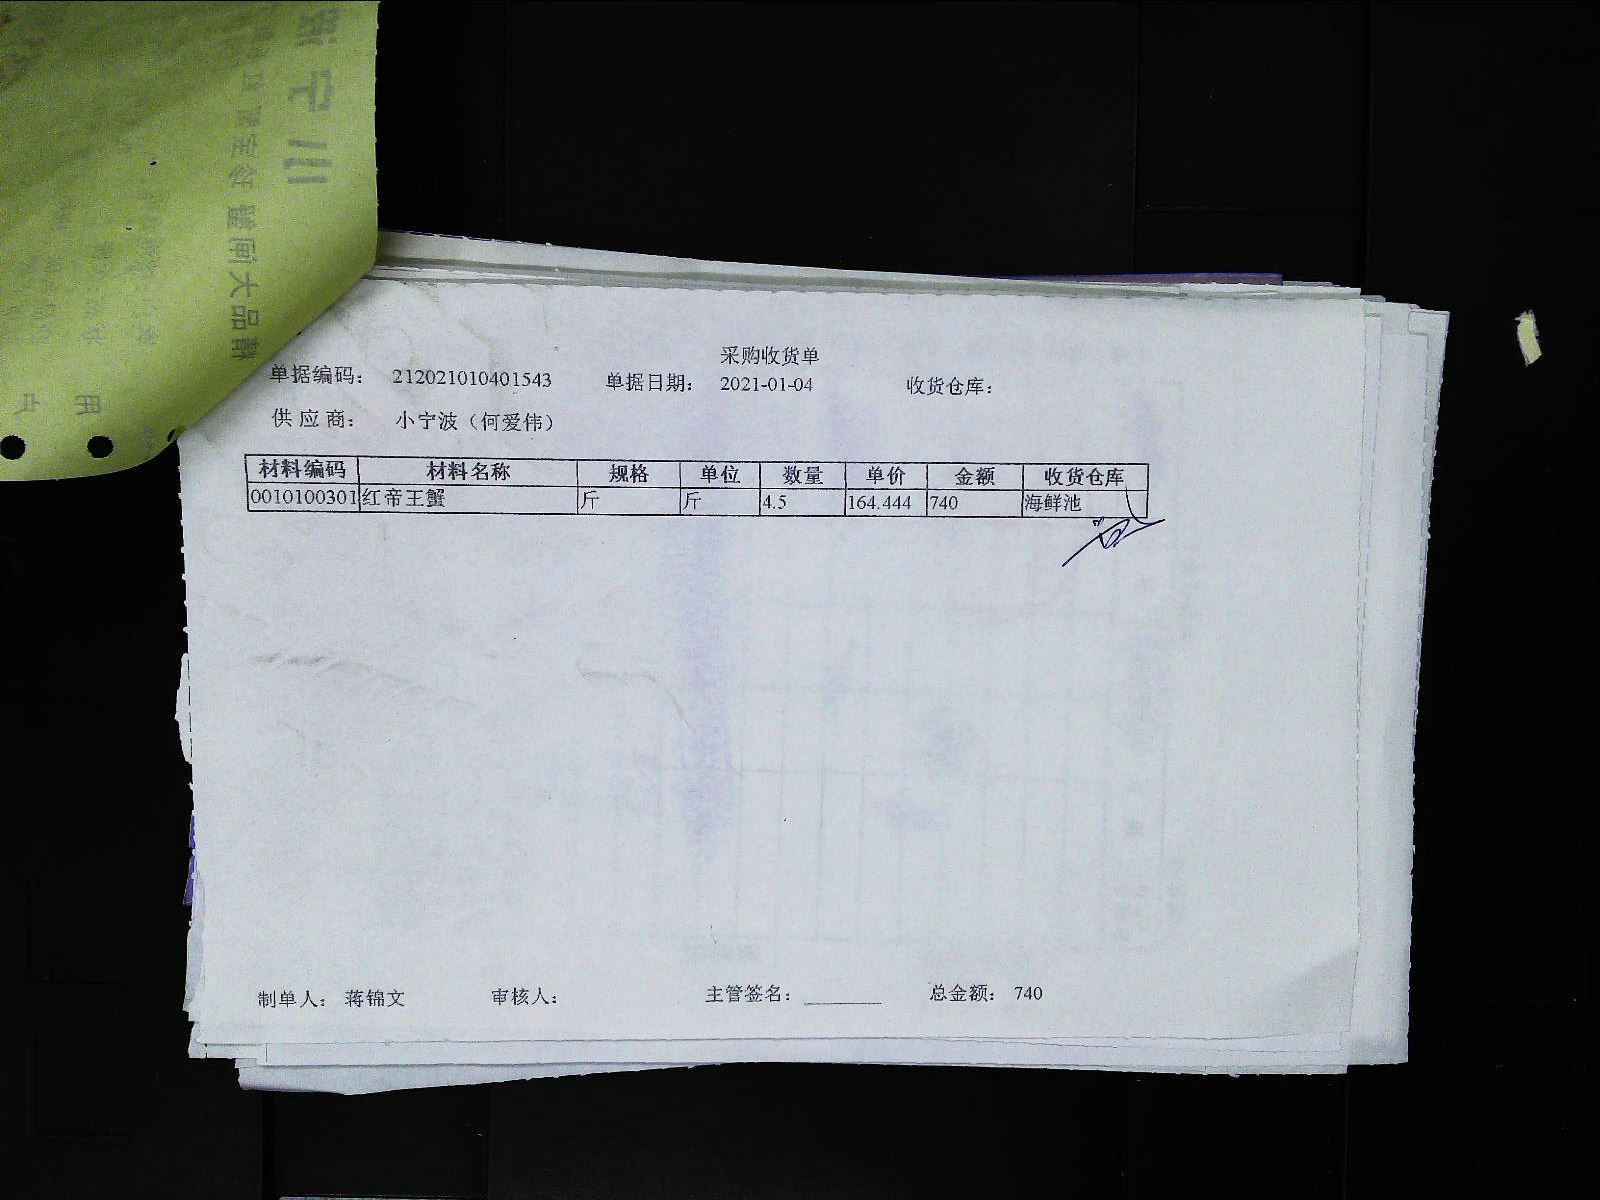 采购收货单
单据编码: 212021010401543 单据日期: 2021-01-04 收货仓库:
供 应 商: 小宁波（何爱伟）
材料编码 材料名称 规格 单位 数量 单价 金额 收货仓库
0010100301 红帝王蟹 斤 斤 4.5 164.444 740 海鲜池
制单人: 蒋锦文 审核人: 主管签名: ________ 总金额: 740